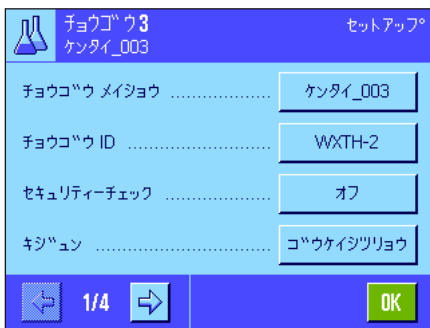 チョウゴウ3 セットアップ
ケンタイ_003
チョウゴウ メイショウ ................... ケンタイ_003
チョウゴウ ID ............................. WXTH-2
セキュリティーチェック .................. オフ
キジュン ................................ ゴウケイシツリョウ
1/4 OK